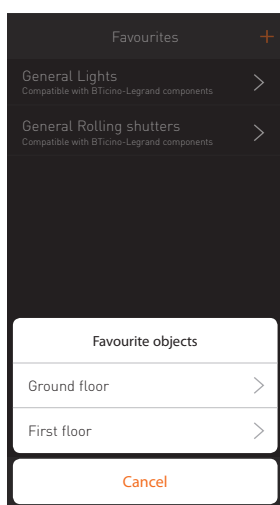 Favourites +
General Lights
Compatible with BTicino-Legrand components
General Rolling shutters
Compatible with BTicino-Legrand components
Favourite objects
Ground floor
First floor
Cancel